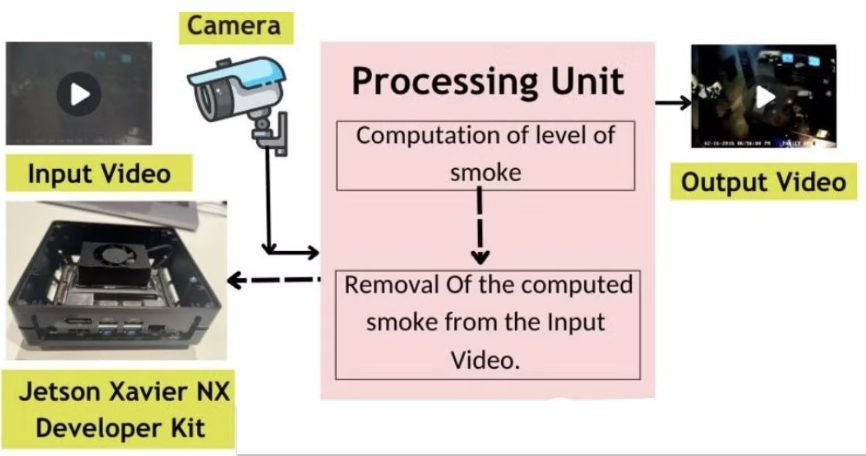 Camera
Input Video
Jetson Xavier NX
Developer Kit
Processing Unit
Computation of level of
smoke
Removal Of the computed
smoke from the Input
Video.
Output Video